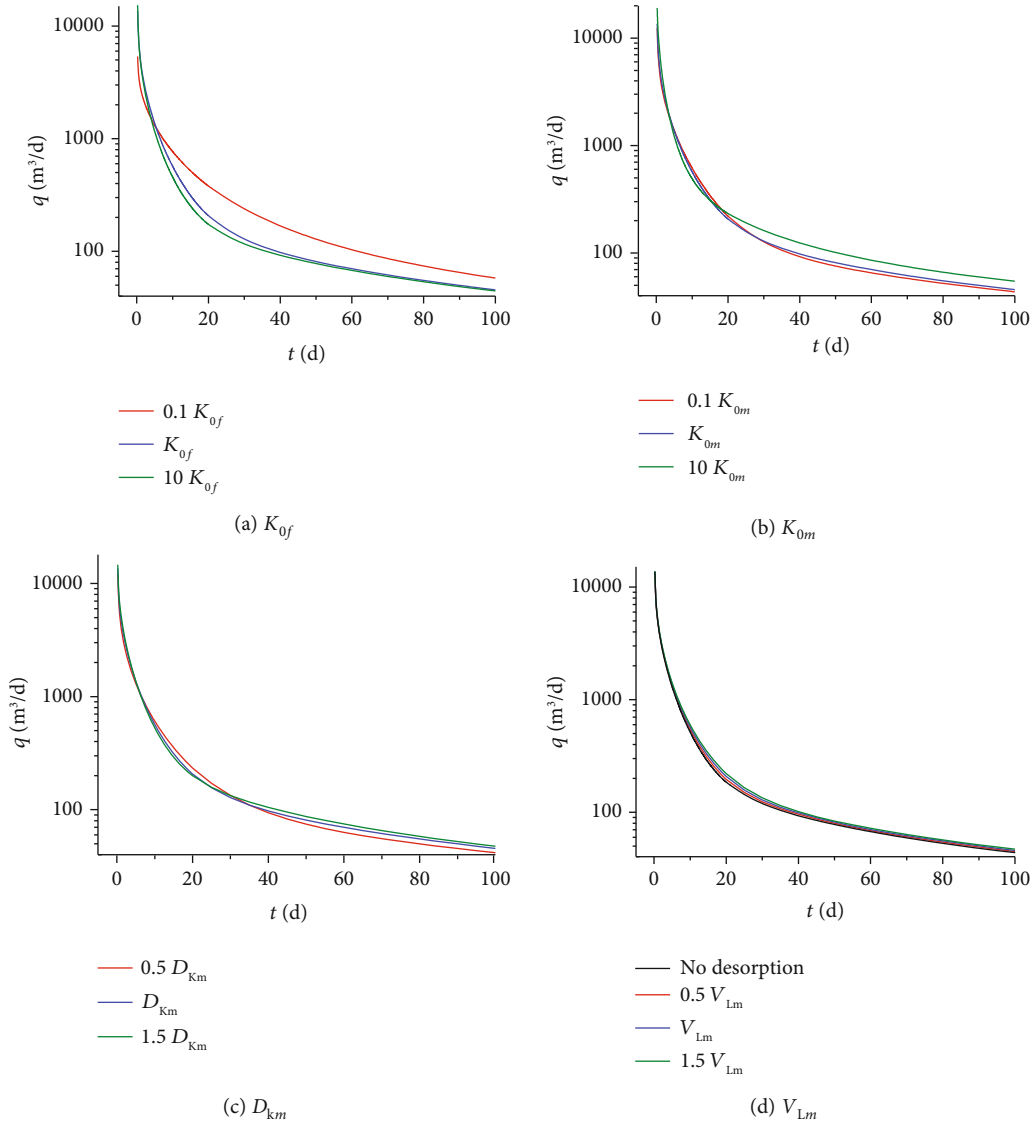 10000
1000
100
q (m³/d)
0 20 40 60 80 100
t (d)
0.1 K₀f
K₀f
10 K₀f
(a) K₀f
10000
1000
100
q (m³/d)
0 20 40 60 80 100
t (d)
0.1 K₀m
K₀m
10 K₀m
(b) K₀m
10000
1000
100
q (m³/d)
0 20 40 60 80 100
t (d)
0.5 DKm
DKm
1.5 DKm
(c) Dkm
10000
1000
100
q (m³/d)
0 20 40 60 80 100
t (d)
No desorption
0.5 VLm
VLm
1.5 VLm
(d) VLm